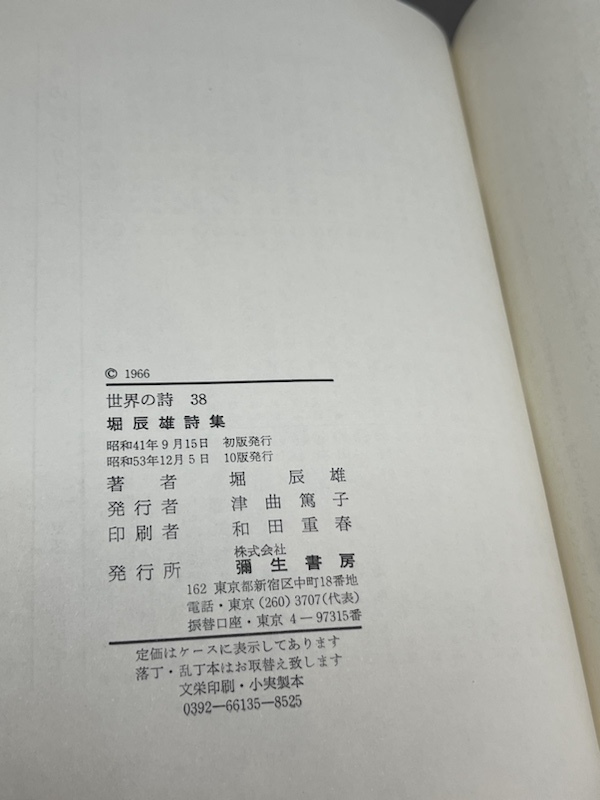 © 1966
世界の詩 38
堀辰雄詩集
昭和41年9月15日 初版発行
昭和53年12月5日 10版発行
著者 堀辰雄
発行者 津曲篤子
印刷者 和田重春
発行所 株式会社 彌生書房
162 東京都新宿区中町18番地
電話・東京(260)3707(代表)
振替口座・東京 4―97315番
定価はケースに表示してあります
落丁・乱丁本はお取替え致します
文栄印刷・小実製本
0392―66135―8525